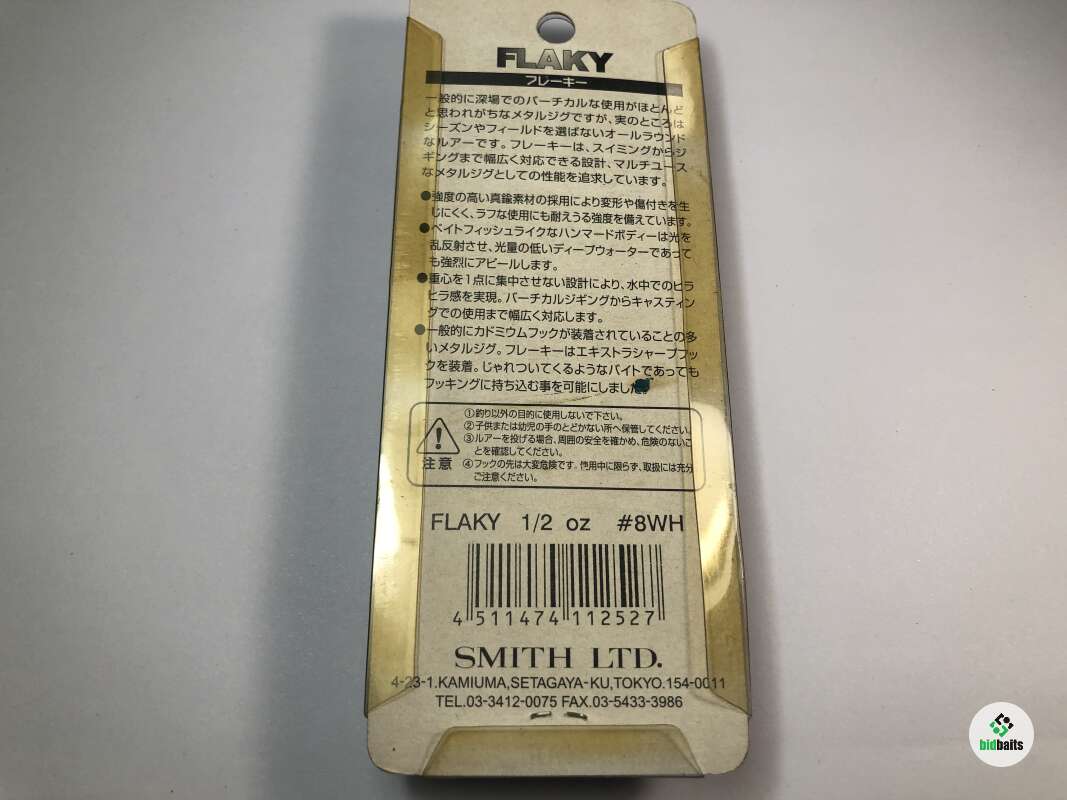 FLAKY
フレーキー
一般的に深場でのバーチカルな使用がほとんど
と思われがちなメタルジグですが、実のところは
シーズンやフィールドを選ばないオールラウンド
なルアーです。フレーキーは、スイミングからジ
ギングまで幅広く対応できる設計、マルチユース
なメタルジグとしての性能を追求しています。
●強度の高い真鍮素材の採用により変形や傷付きを生
じにくく、ラフな使用にも耐えうる強度を備えています。
●ベイトフィッシュライクなハンマードボディーは光を
乱反射させ、光量の低いディープウォーターであって
も強烈にアピールします。
●重心を1点に集中させない設計により、水中でのヒラ
ヒラ感を実現。バーチカルジギングからキャスティン
グでの使用まで幅広く対応します。
●一般的にカドミウムフックが装着されていることの多
いメタルジグ。フレーキーはエキストラシャープフッ
クを装着。じゃれついてくるようなバイトであっても
フッキングに持ち込む事を可能にしました。
注意
①釣り以外の目的に使用しないで下さい。
②子供または幼児の手のとどかない所へ保管してください。
③ルアーを投げる場合、周囲の安全を確かめ、危険のないこ
とを確認してください。
④フックの先は大変危険です。使用中に限らず、取扱には充分
ご注意ください。
FLAKY 1/2 oz #8WH
4 511474 112527
SMITH LTD.
4-23-1.KAMIUMA,SETAGAYA-KU,TOKYO.154-0011
TEL.03-3412-0075 FAX.03-5433-3986
bidbaits